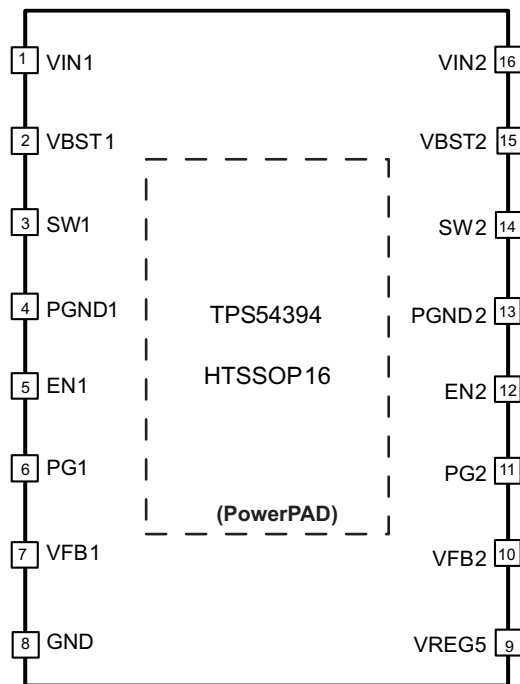 1 VIN1 VIN2 16
2 VBST1 VBST2 15
3 SW1 SW2 14
4 PGND1 PGND2 13
TPS54394
HTSSOP16
5 EN1 EN2 12
6 PG1 PG2 11
(PowerPAD)
7 VFB1 VFB2 10
8 GND VREG5 9